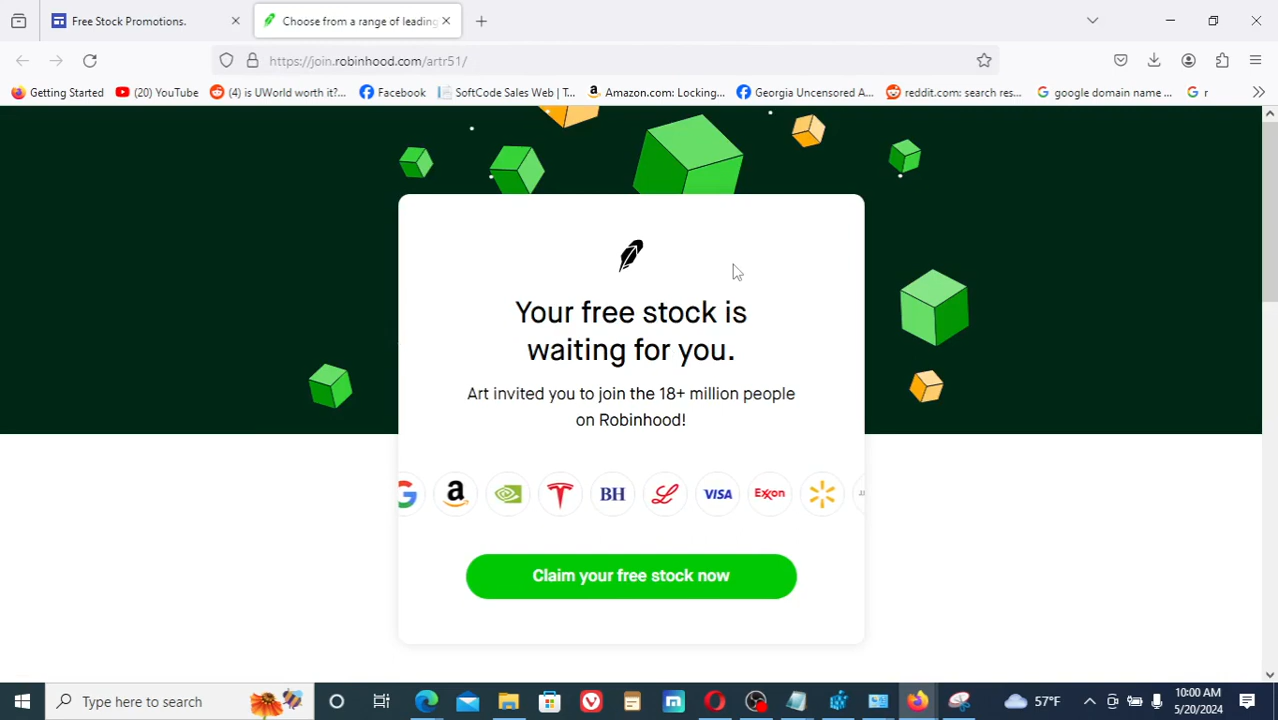 Free Stock Promotions.
Choose from a range of leading
https://join.robinhood.com/artr51/
Getting Started
(20) YouTube
(4) is UWorld worth it?...
Facebook
SoftCode Sales Web | T...
Amazon.com: Locking...
Georgia Uncensored A...
reddit.com: search res...
google domain name ...
r
Your free stock is
waiting for you.
Art invited you to join the 18+ million people
on Robinhood!
G
a
BH
L
VISA
Exxon
Claim your free stock now
Type here to search
57°F
10:00 AM
5/20/2024